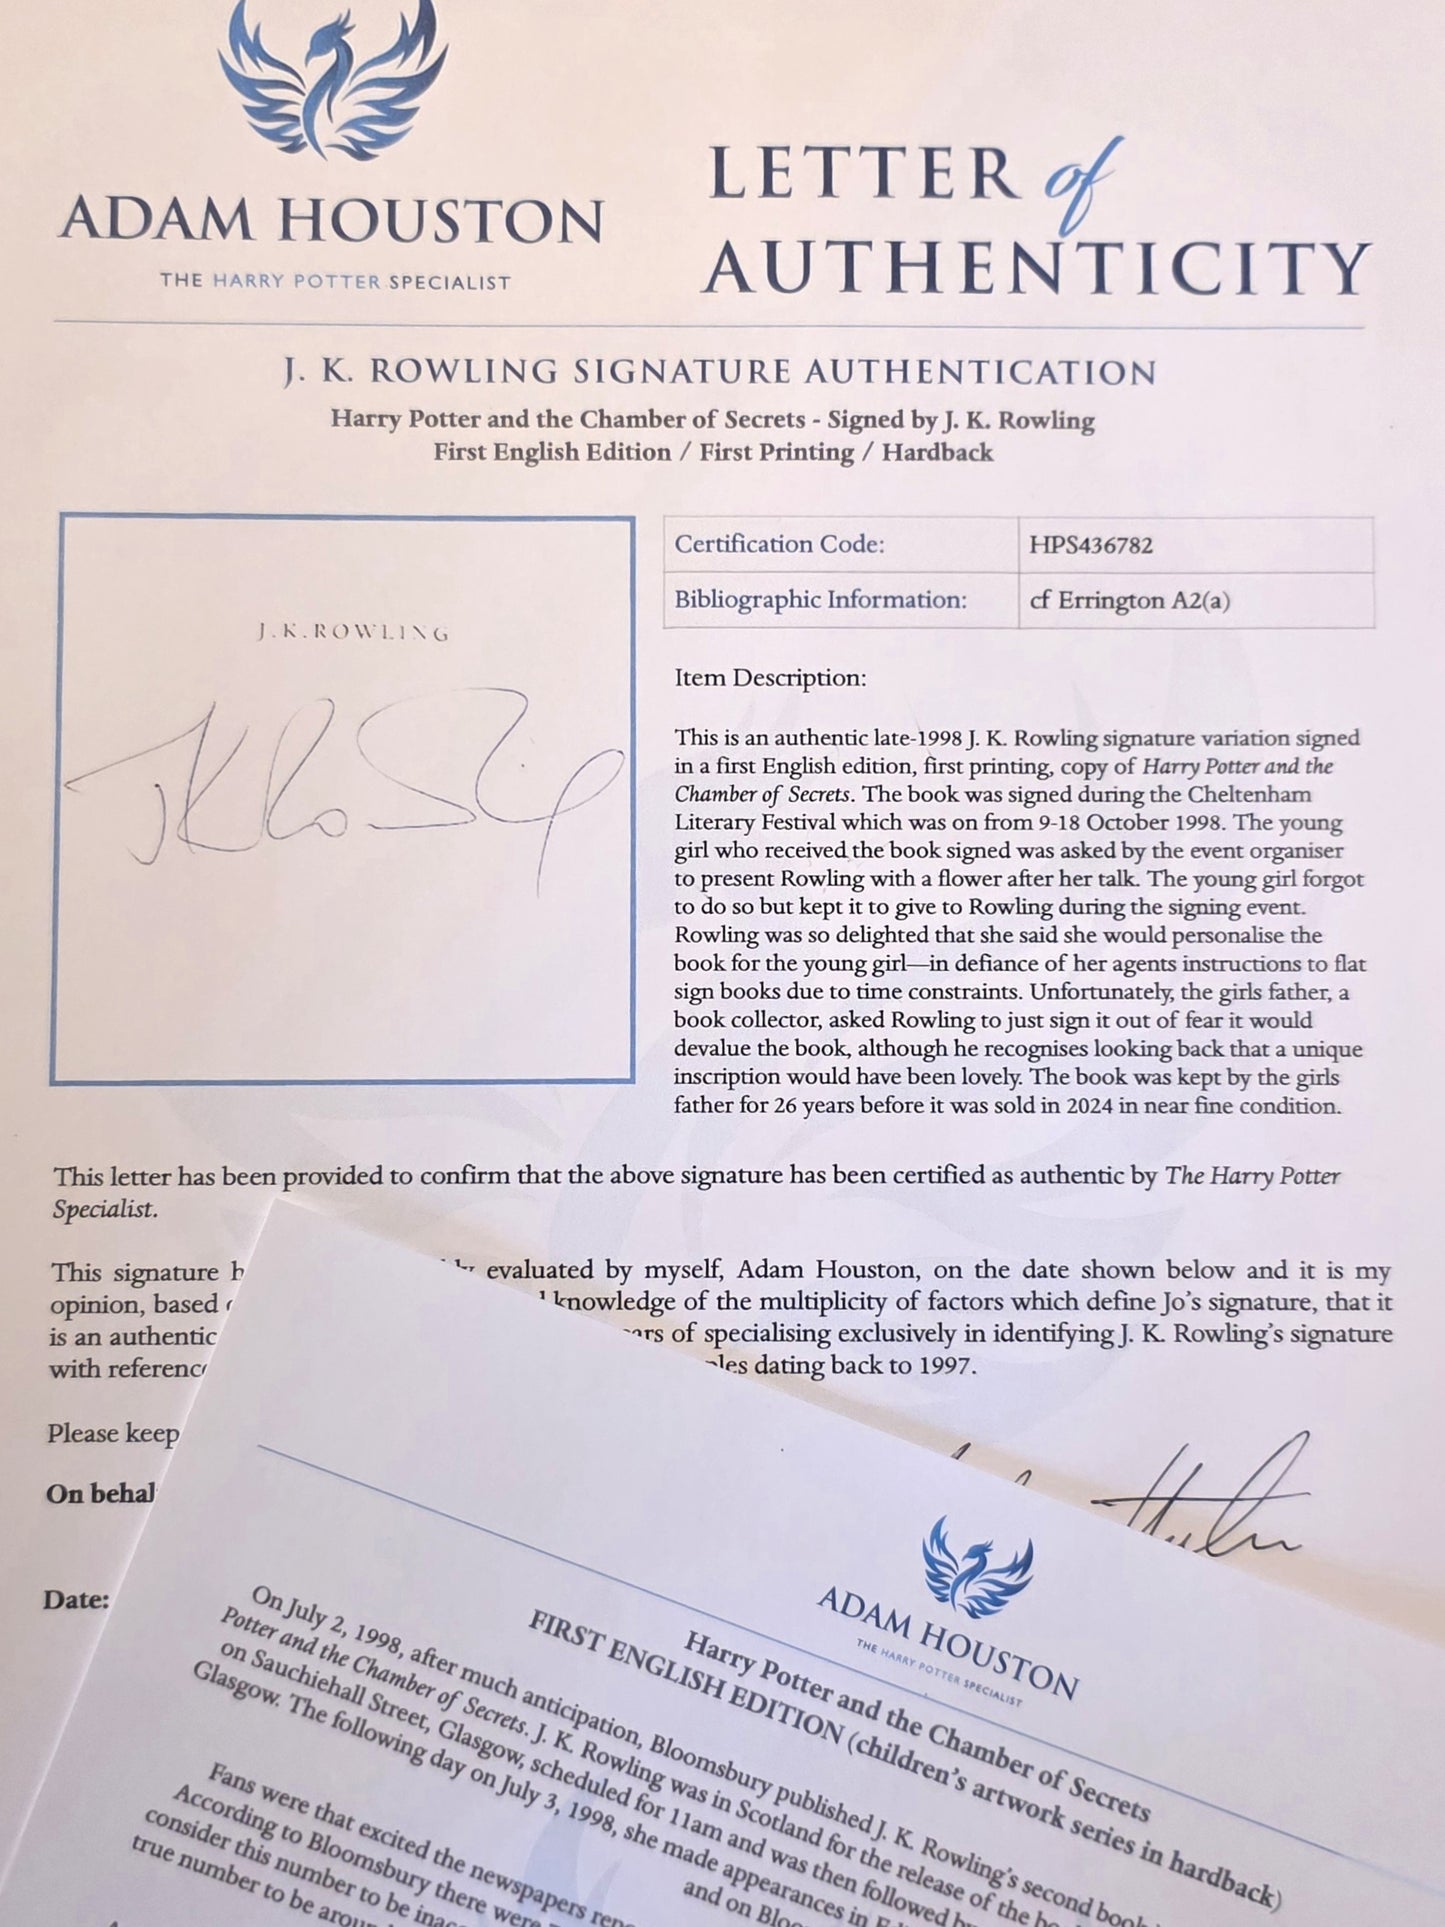 ADAM HOUSTON
THE HARRY POTTER SPECIALIST
LETTER of
AUTHENTICITY
J. K. ROWLING SIGNATURE AUTHENTICATION
Harry Potter and the Chamber of Secrets - Signed by J. K. Rowling
First English Edition / First Printing / Hardback
J.K.ROWLING
Certification Code: HPS436782
Bibliographic Information: cf Errington A2(a)
Item Description:
This is an authentic late-1998 J. K. Rowling signature variation signed
in a first English edition, first printing, copy of Harry Potter and the
Chamber of Secrets. The book was signed during the Cheltenham
Literary Festival which was on from 9-18 October 1998. The young
girl who received the book signed was asked by the event organiser
to present Rowling with a flower after her talk. The young girl forgot
to do so but kept it to give to Rowling during the signing event.
Rowling was so delighted that she said she would personalise the
book for the young girl—in defiance of her agents instructions to flat
sign books due to time constraints. Unfortunately, the girls father, a
book collector, asked Rowling to just sign it out of fear it would
devalue the book, although he recognises looking back that a unique
inscription would have been lovely. The book was kept by the girls
father for 26 years before it was sold in 2024 in near fine condition.
This letter has been provided to confirm that the above signature has been certified as authentic by The Harry Potter
Specialist.
This signature evaluated by myself, Adam Houston, on the date shown below and it is my
opinion, based knowledge of the multiplicity of factors which define Jo's signature, that it
is an authentic of specialising exclusively in identifying J. K. Rowling's signature
with reference dating back to 1997.
Please keep
On behal
Date:
ADAM HOUSTON
THE HARRY POTTER SPECIALIST
Harry Potter and the Chamber of Secrets
FIRST ENGLISH EDITION (children's artwork series in hardback)
On July 2, 1998, after much anticipation, Bloomsbury published J. K. Rowling's second book
Potter and the Chamber of Secrets. J. K. Rowling was in Scotland for the release of the
on Sauchiehall Street, Glasgow, scheduled for 11am and was then followed
Glasgow. The following day on July 3, 1998, she made appearances in
and on
Fans were that excited the newspapers
According to Bloomsbury there were
consider this number to be
true number to be